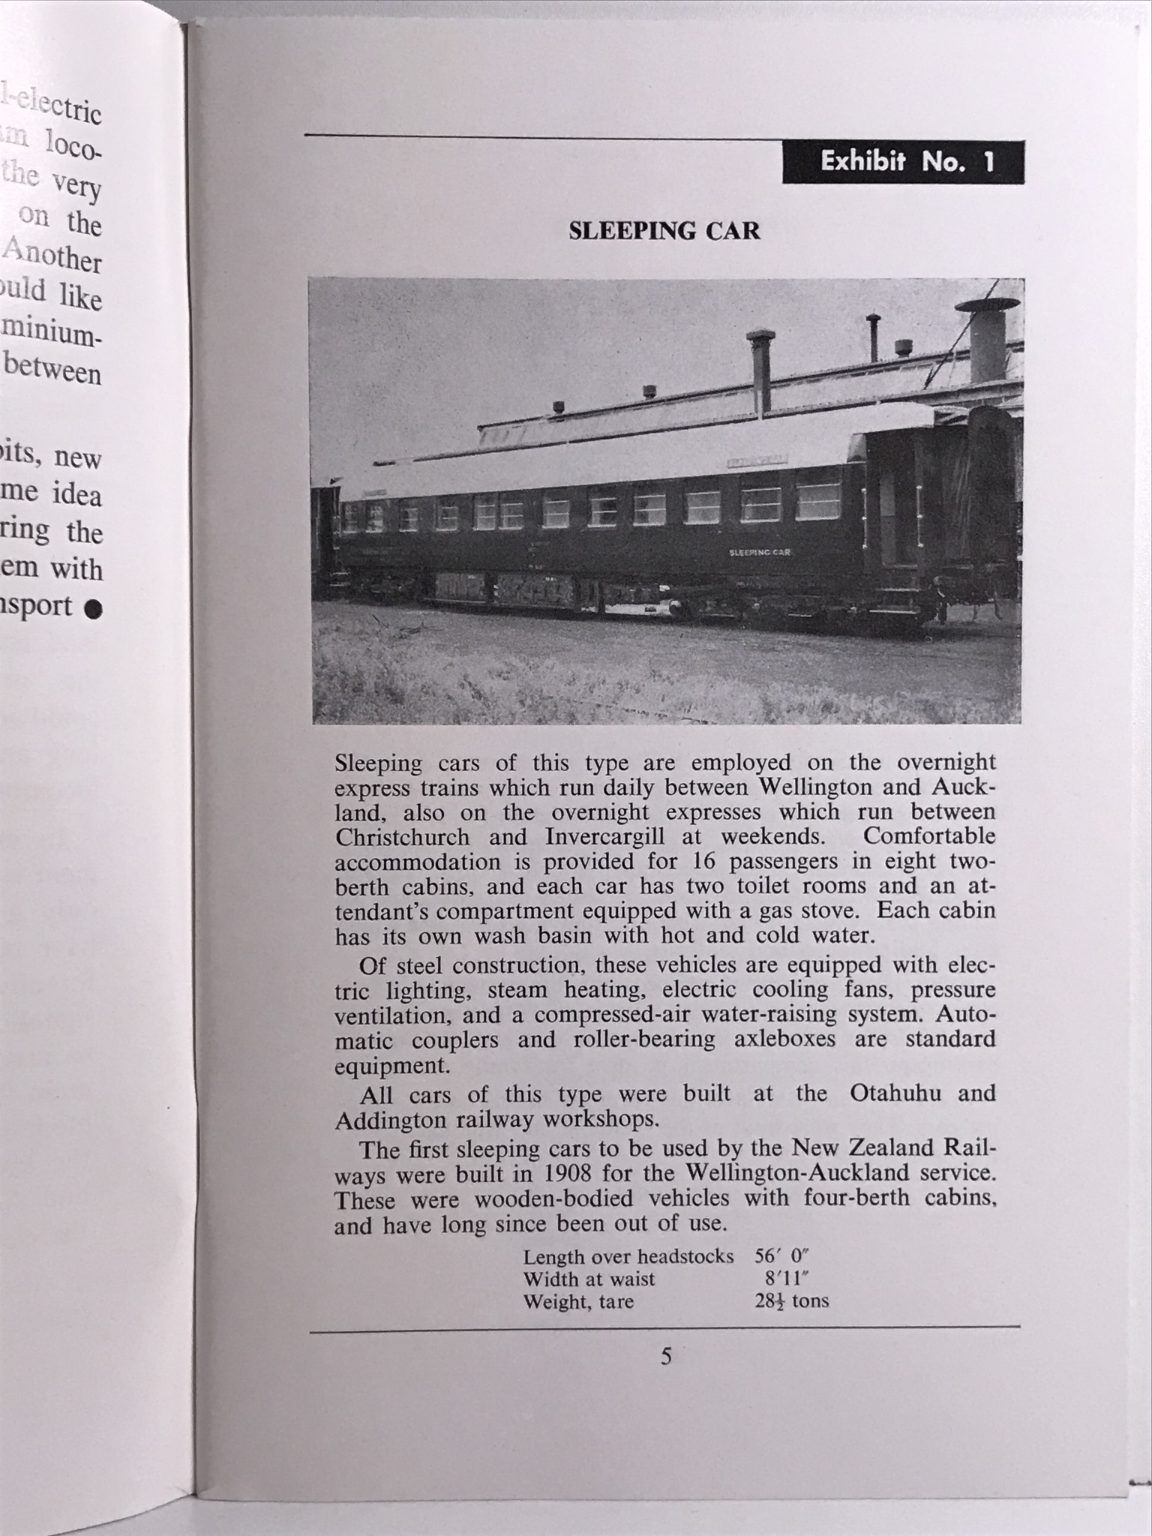 l-electric
am loco-
the very
on the
Another
ould like
minium-
between
bits, new
me idea
ring the
em with
nsport ●
Exhibit No. 1
SLEEPING CAR
SLEEPING CAR
Sleeping cars of this type are employed on the overnight
express trains which run daily between Wellington and Auck-
land, also on the overnight expresses which run between
Christchurch and Invercargill at weekends. Comfortable
accommodation is provided for 16 passengers in eight two-
berth cabins, and each car has two toilet rooms and an at-
tendant's compartment equipped with a gas stove. Each cabin
has its own wash basin with hot and cold water.
Of steel construction, these vehicles are equipped with elec-
tric lighting, steam heating, electric cooling fans, pressure
ventilation, and a compressed-air water-raising system. Auto-
matic couplers and roller-bearing axleboxes are standard
equipment.
All cars of this type were built at the Otahuhu and
Addington railway workshops.
The first sleeping cars to be used by the New Zealand Rail-
ways were built in 1908 for the Wellington-Auckland service.
These were wooden-bodied vehicles with four-berth cabins,
and have long since been out of use.
Length over headstocks 56′ 0″
Width at waist 8′11″
Weight, tare 28½ tons
5